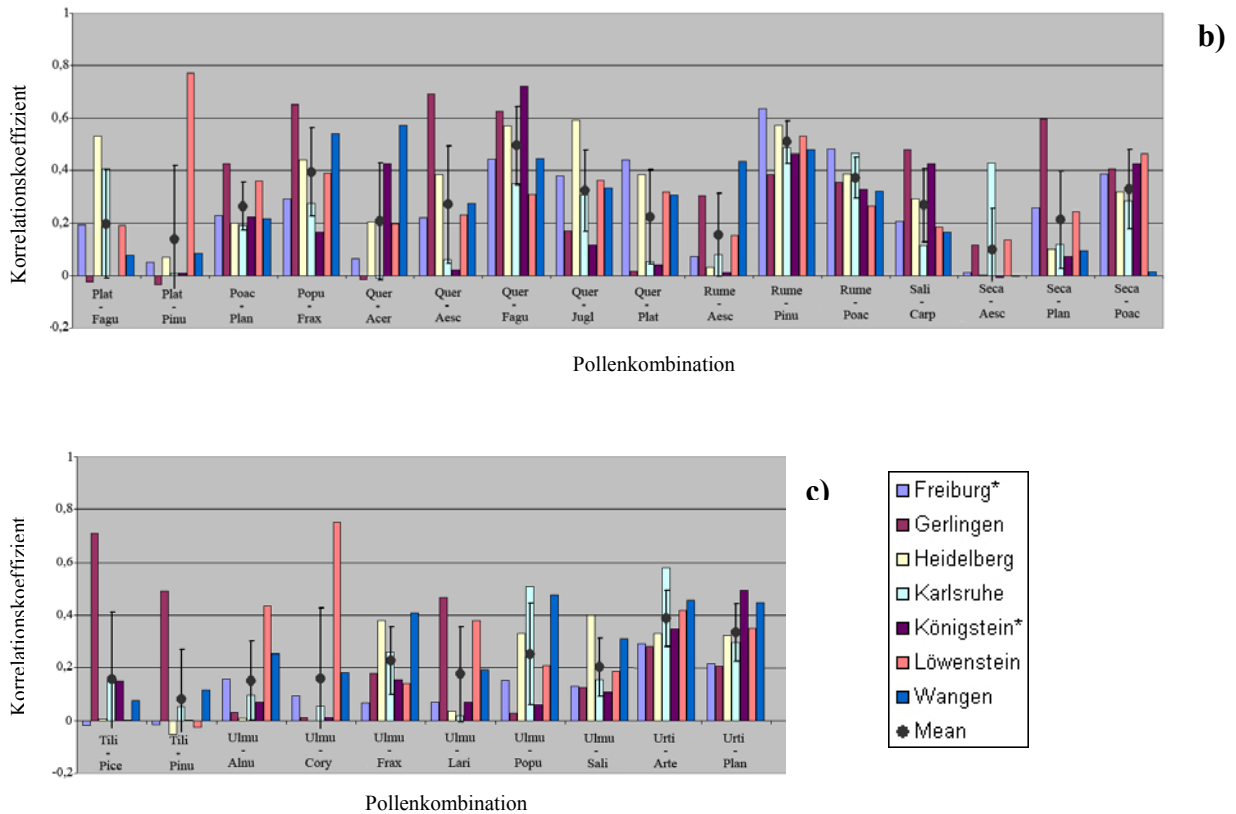 b)
Korrelationskoeffizient
1
0,8
0,6
0,4
0,2
0
-0,2
Plat - Fagu
Plat - Pinu
Poac - Plan
Popu - Frax
Quer - Acer
Quer - Aesc
Quer - Fagu
Quer - Jugl
Quer - Plat
Rume - Aesc
Rume - Pinu
Rume - Poac
Sali - Carp
Seca - Aesc
Seca - Plan
Seca - Poac
Pollenkombination
c)
Korrelationskoeffizient
1
0,8
0,6
0,4
0,2
0
-0,2
Tili - Pice
Tili - Pinu
Ulmu - Alnu
Ulmu - Cory
Ulmu - Frax
Ulmu - Lari
Ulmu - Popu
Ulmu - Sali
Urti - Arte
Urti - Plan
Pollenkombination
Freiburg*
Gerlingen
Heidelberg
Karlsruhe
Königstein*
Löwenstein
Wangen
Mean